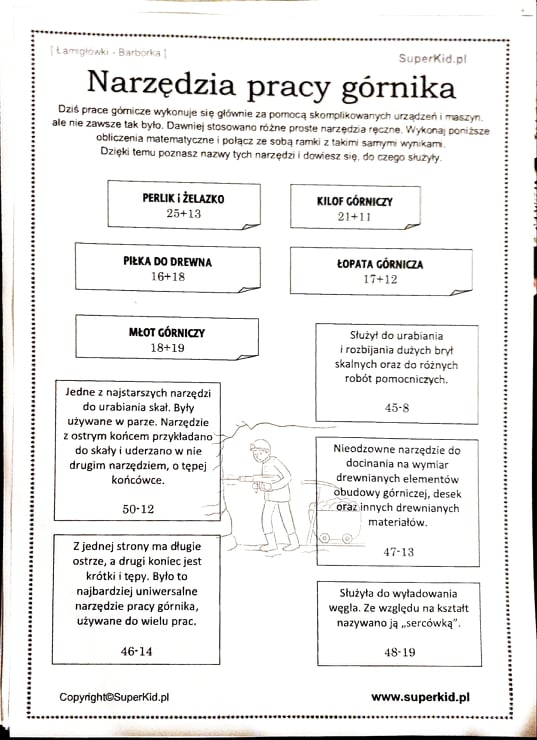 [ Łamigłówki - Barborka ]
SuperKid.pl
Narzędzia pracy górnika
Dziś prace górnicze wykonuje się głównie za pomocą skomplikowanych urządzeń i maszyn,
ale nie zawsze tak było. Dawniej stosowano różne proste narzędzia ręczne. Wykonaj poniższe
obliczenia matematyczne i połącz ze sobą ramki z takimi samymi wynikami.
Dzięki temu poznasz nazwy tych narzędzi i dowiesz się, do czego służyły.
PERLIK i ŻELAZKO
25+13
KILOF GÓRNICZY
21+11
PIŁKA DO DREWNA
16+18
ŁOPATA GÓRNICZA
17+12
MŁOT GÓRNICZY
18+19
Służył do urabiania
i rozbijania dużych brył
skalnych oraz do różnych
robót pomocniczych.
45-8
Jedne z najstarszych narzędzi
do urabiania skał. Były
używane w parze. Narzędzie
z ostrym końcem przykładano
do skały i uderzano w nie
drugim narzędziem, o tępej
końcówce.
50-12
Nieodzowne narzędzie do
docinania na wymiar
drewnianych elementów
obudowy górniczej, desek
oraz innych drewnianych
materiałów.
47-13
Z jednej strony ma długie
ostrze, a drugi koniec jest
krótki i tępy. Było to
najbardziej uniwersalne
narzędzie pracy górnika,
używane do wielu prac.
46-14
Służyła do wyładowania
węgla. Ze względu na kształt
nazywano ją „sercówką”.
48-19
Copyright©SuperKid.pl
www.superkid.pl